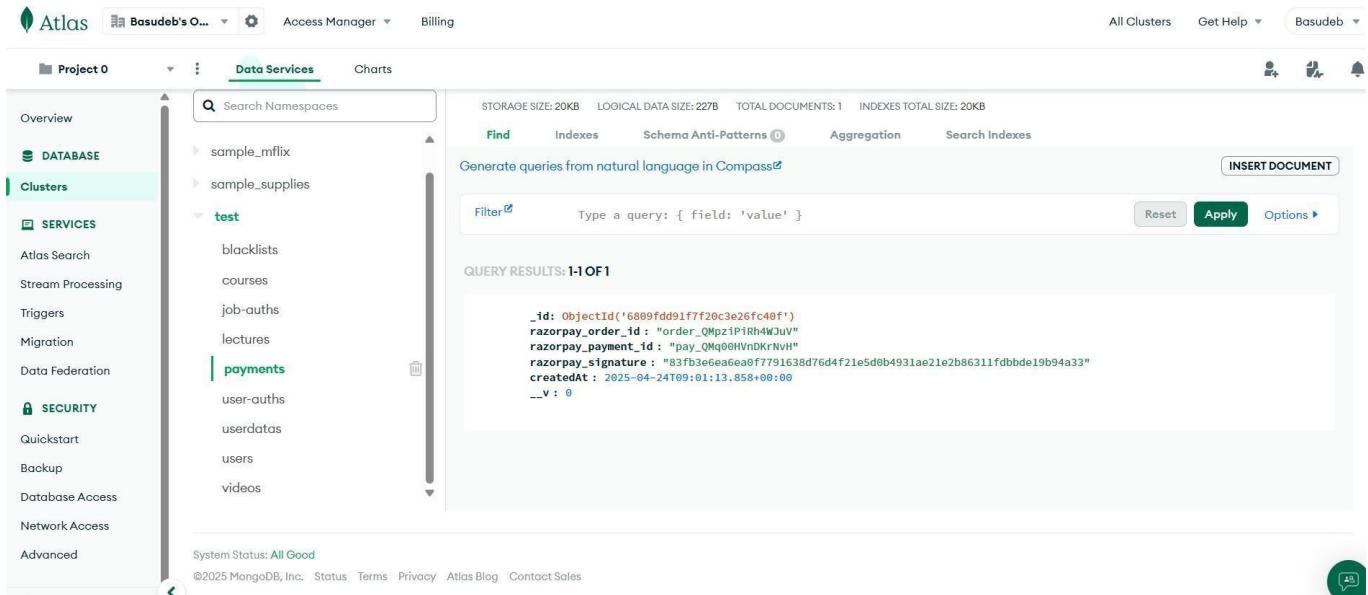 Atlas Basudeb's O... Access Manager Billing All Clusters Get Help Basudeb
Project 0 Data Services Charts
Overview
DATABASE
Clusters
SERVICES
Atlas Search
Stream Processing
Triggers
Migration
Data Federation
SECURITY
Quickstart
Backup
Database Access
Network Access
Advanced
Search Namespaces
sample_mflix
sample_supplies
test
blacklists
courses
job-auths
lectures
payments
user-auths
userdatas
users
videos
STORAGE SIZE: 20KB LOGICAL DATA SIZE: 227B TOTAL DOCUMENTS: 1 INDEXES TOTAL SIZE: 20KB
Find Indexes Schema Anti-Patterns 0 Aggregation Search Indexes
Generate queries from natural language in Compass INSERT DOCUMENT
Filter Type a query: { field: 'value' } Reset Apply Options
QUERY RESULTS: 1-1 OF 1
_id: ObjectId('6809fdd91f7f20c3e26fc40f')
razorpay_order_id : "order_QMpziPiRh4WJuV"
razorpay_payment_id : "pay_QMq00HVnDKrNvH"
razorpay_signature : "83fb3e6ea6ea0f7791638d76d4f21e5d0b4931ae21e2b86311fdbbde19b94a33"
createdAt : 2025-04-24T09:01:13.858+00:00
__v : 0
System Status: All Good
©2025 MongoDB, Inc. Status Terms Privacy Atlas Blog Contact Sales